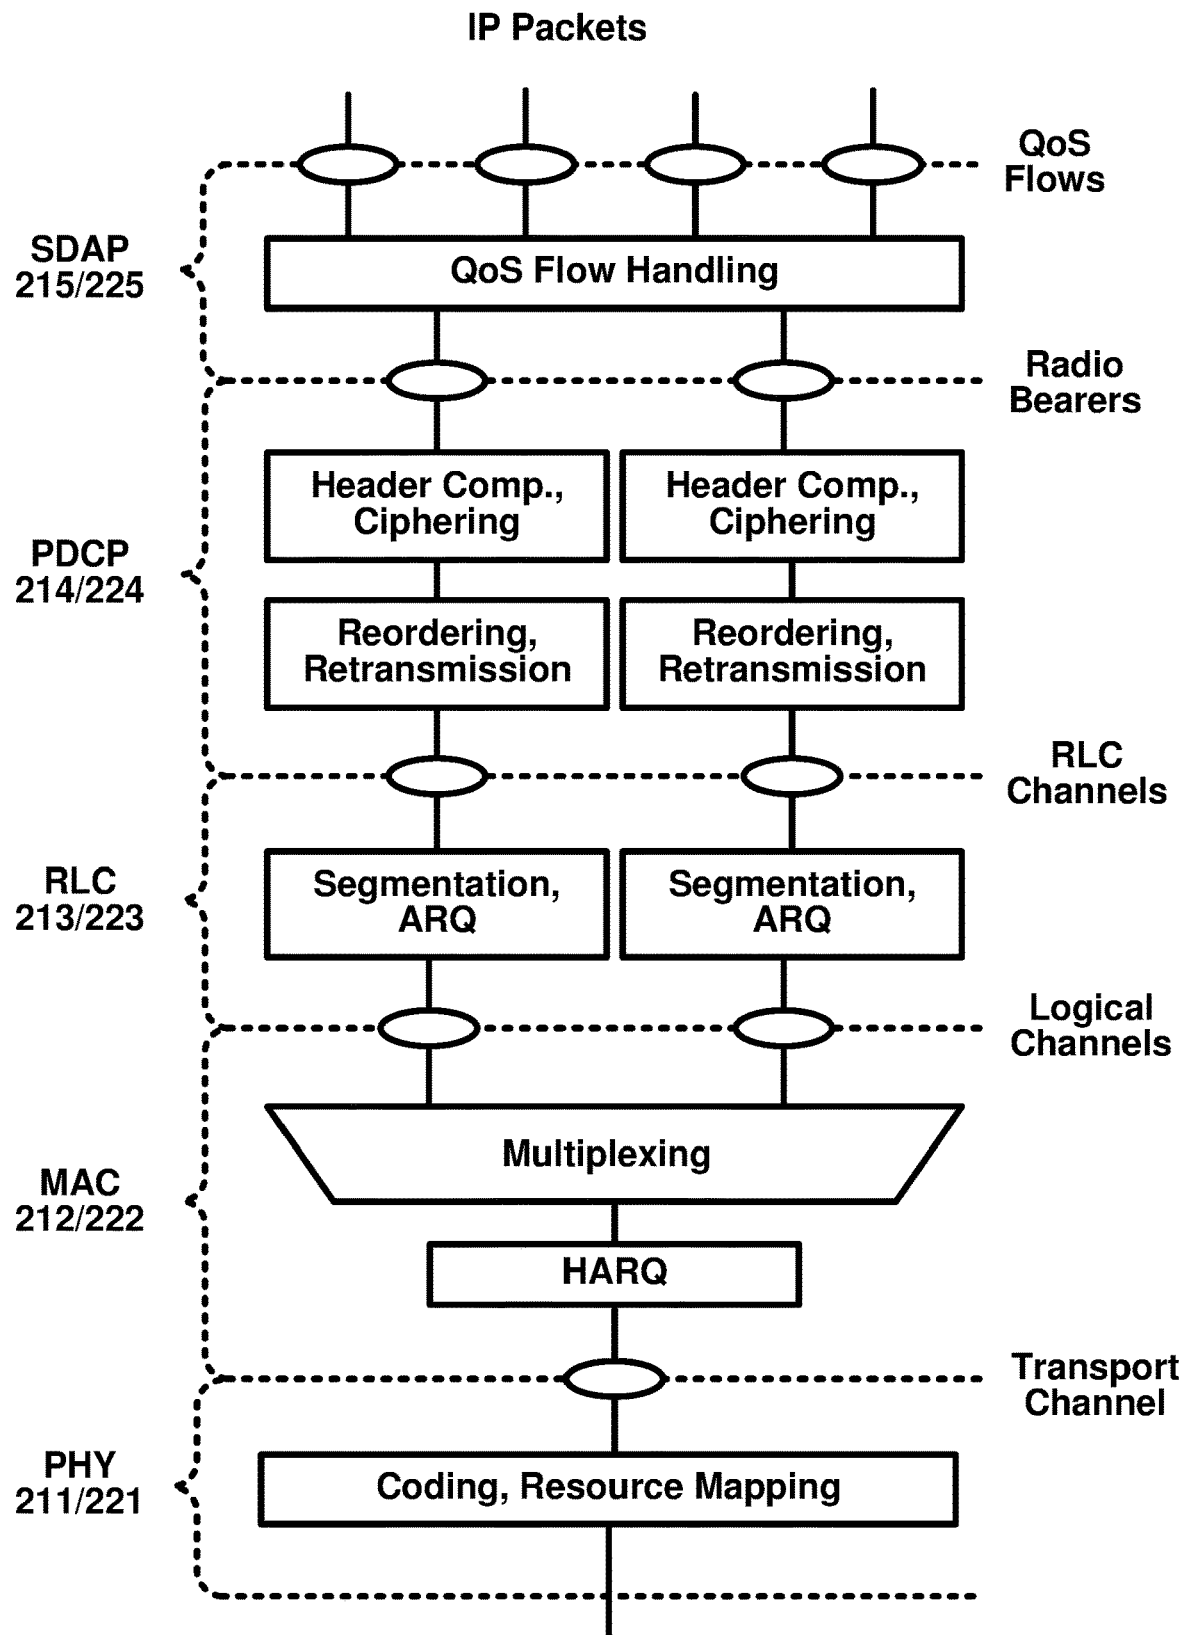 IP Packets
QoS
Flows
SDAP
215/225
QoS Flow Handling
Radio
Bearers
Header Comp.,
Ciphering
Header Comp.,
Ciphering
PDCP
214/224
Reordering,
Retransmission
Reordering,
Retransmission
RLC
Channels
RLC
213/223
Segmentation,
ARQ
Segmentation,
ARQ
Logical
Channels
Multiplexing
MAC
212/222
HARQ
Transport
Channel
PHY
211/221
Coding, Resource Mapping